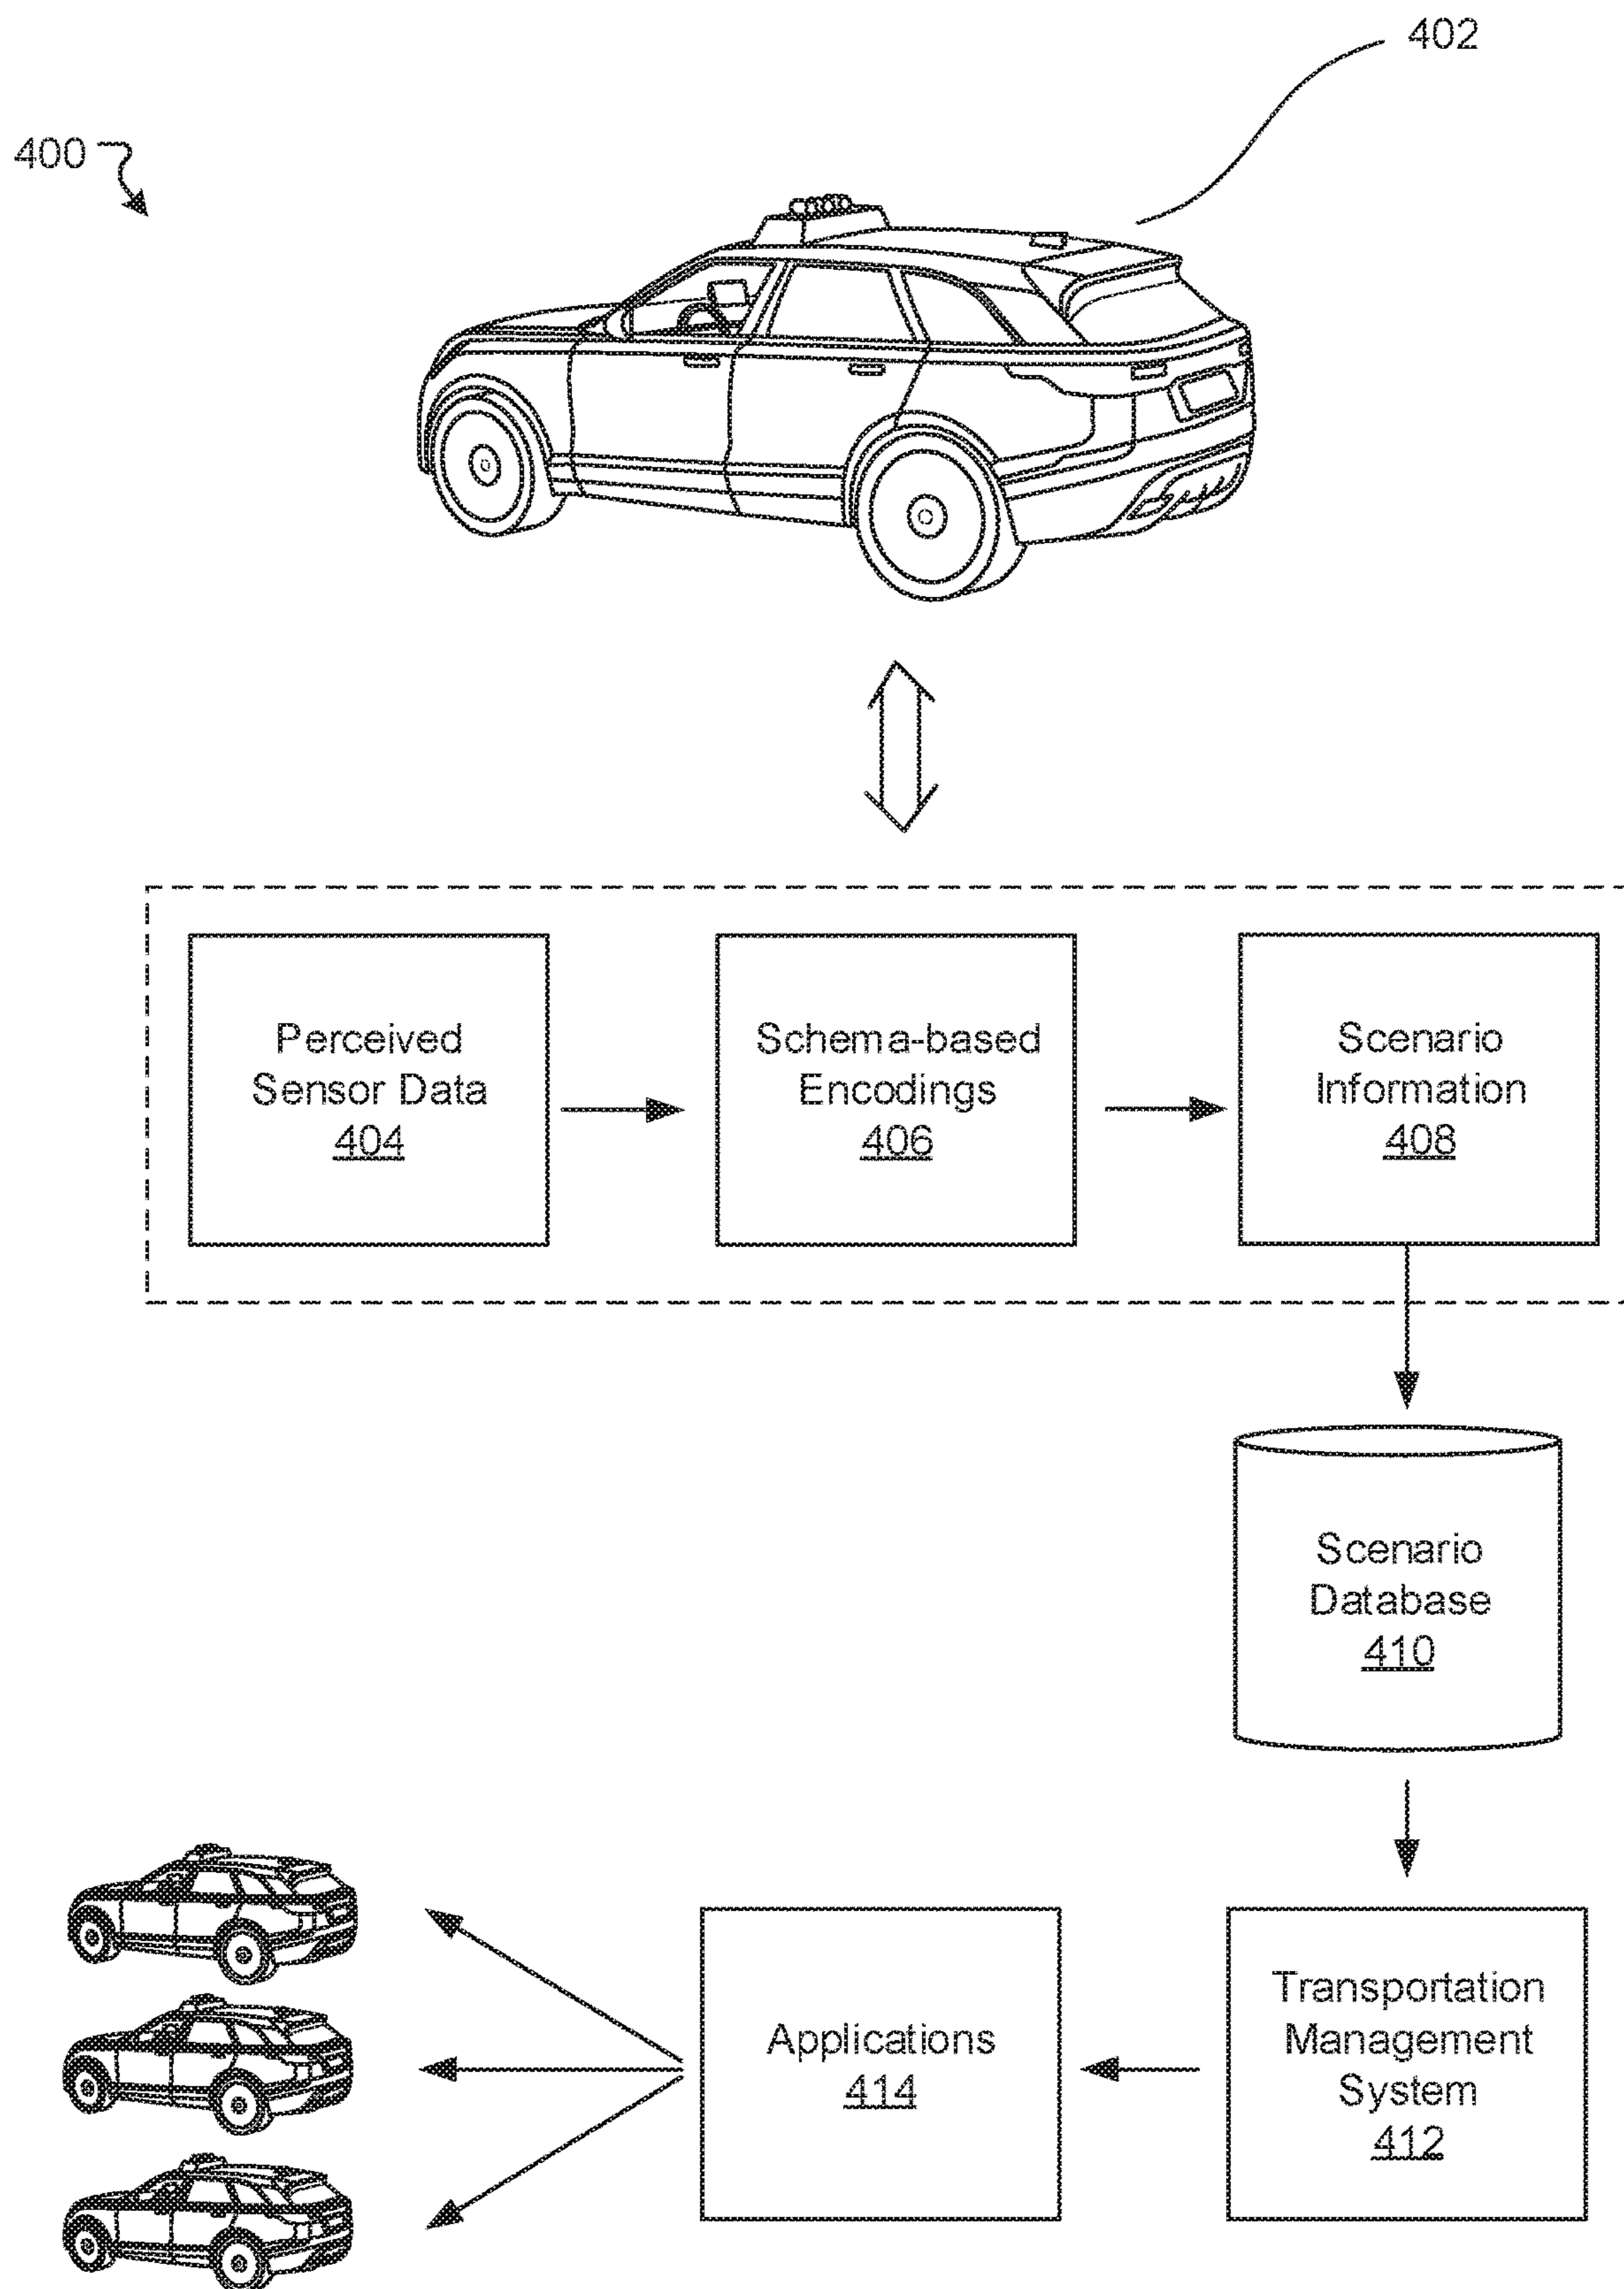 402
400
Perceived
Sensor Data
404
Schema-based
Encodings
406
Scenario
Information
408
Scenario
Database
410
Applications
414
Transportation
Management
System
412